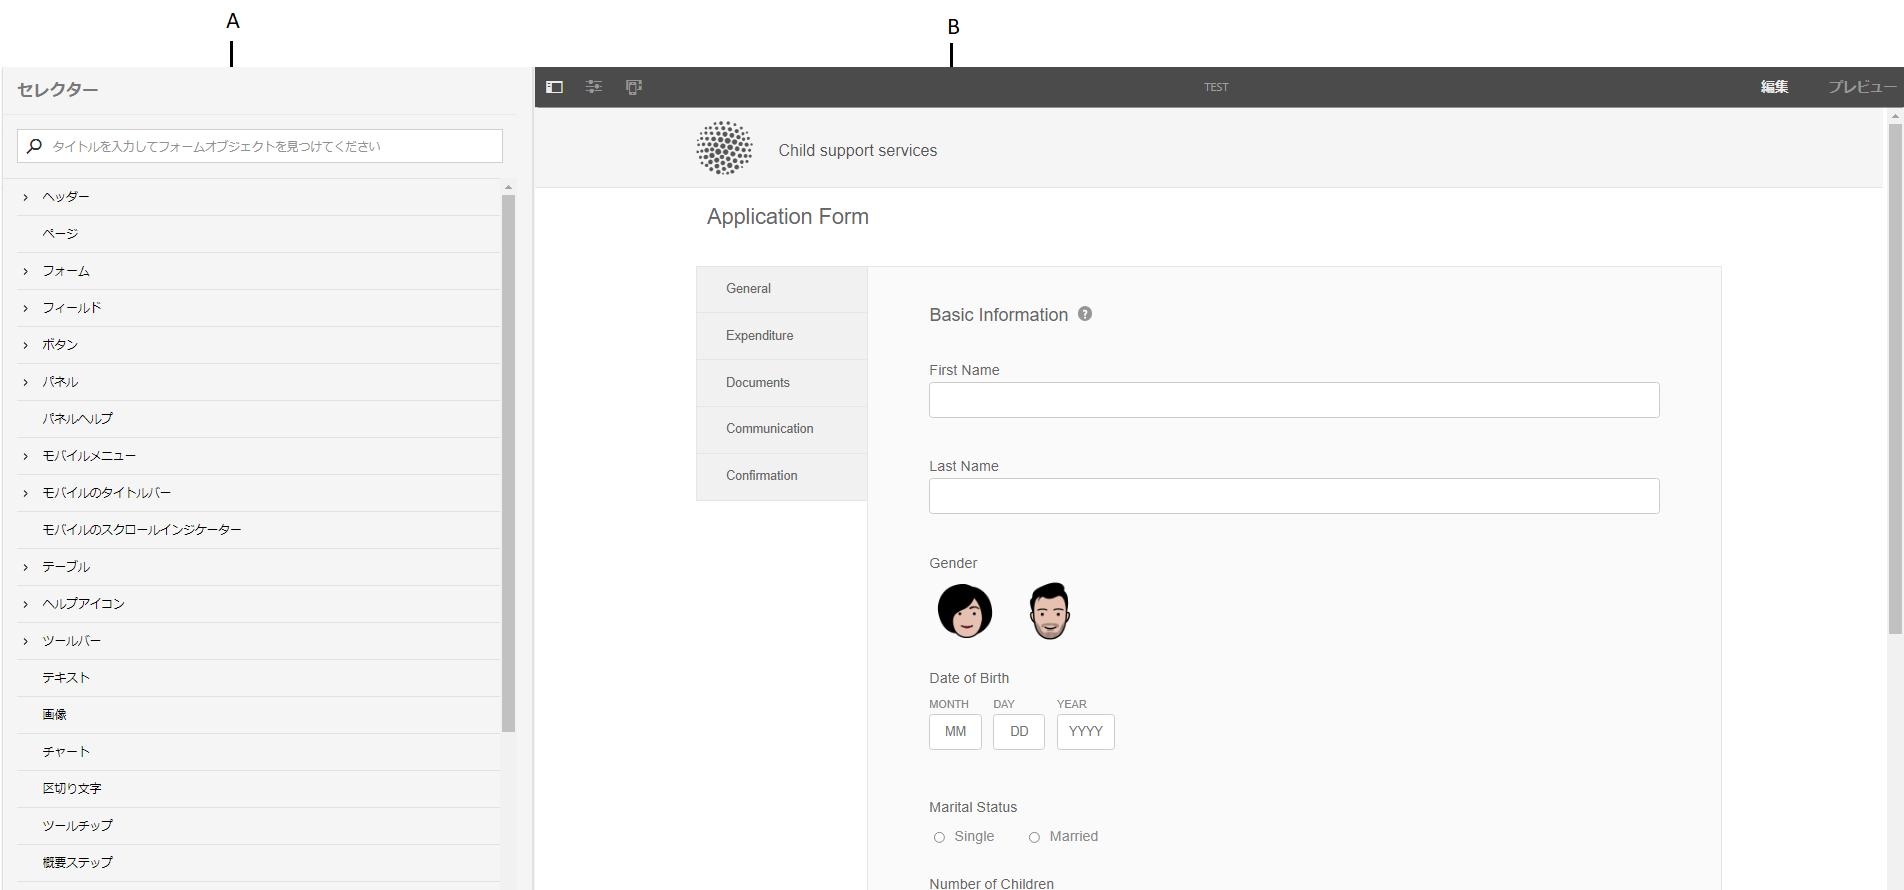 A
B
セレクター
タイトルを入力してフォームオブジェクトを見つけてください
ヘッダー
ページ
フォーム
フィールド
ボタン
パネル
パネルヘルプ
モバイルメニュー
モバイルのタイトルバー
モバイルのスクロールインジケーター
テーブル
ヘルプアイコン
ツールバー
テキスト
画像
チャート
区切り文字
ツールチップ
概要ステップ
TEST
編集
プレビュー
Child support services
Application Form
General
Expenditure
Documents
Communication
Confirmation
Basic Information ?
First Name
Last Name
Gender
Date of Birth
MONTH DAY YEAR
MM DD YYYY
Marital Status
Single Married
Number of Children